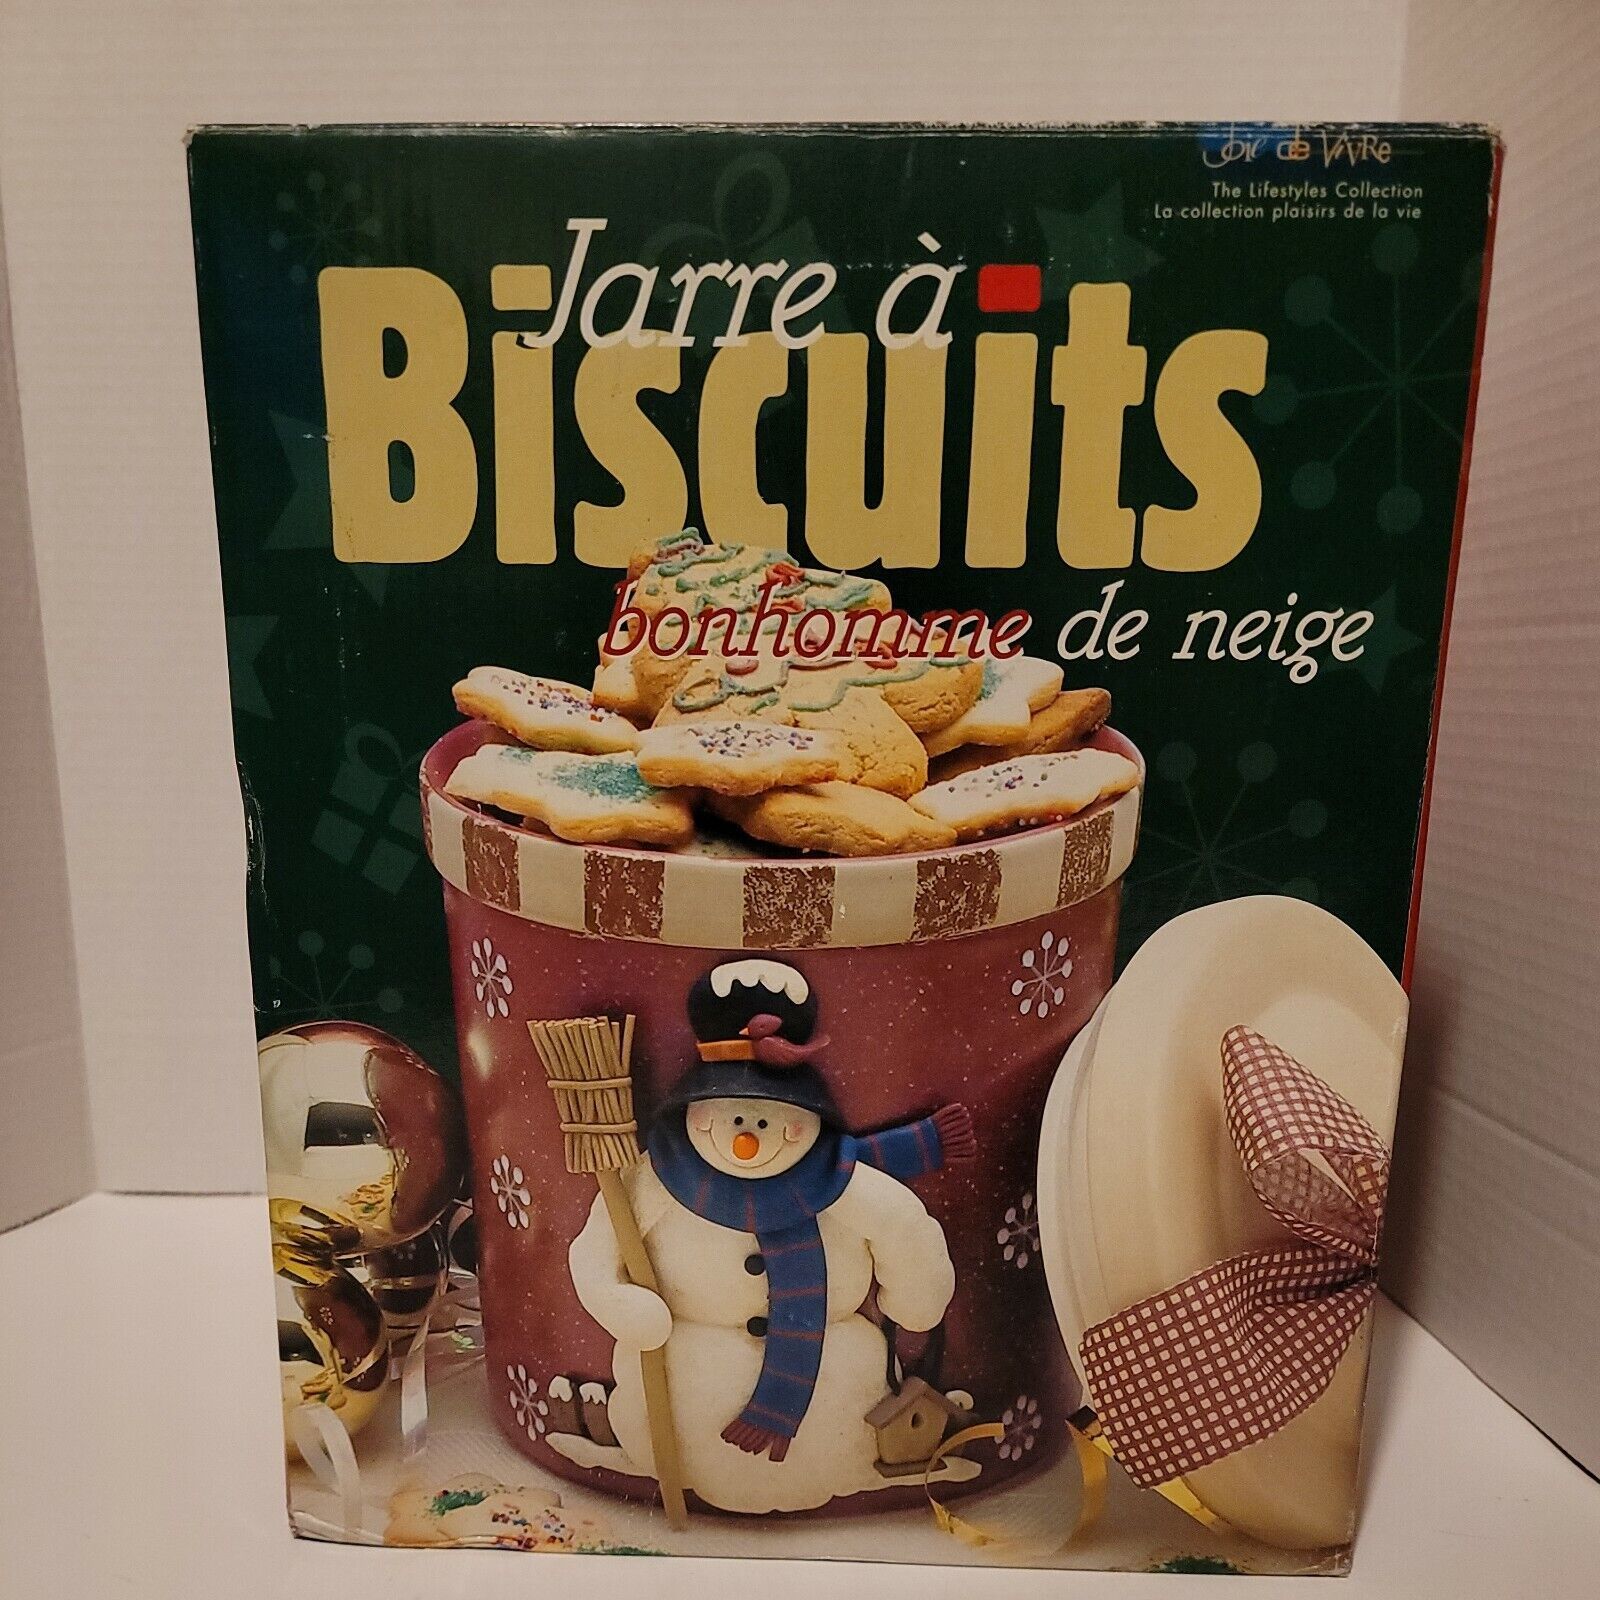 Joie de ViVRe
The Lifestyles Collection
La collection plaisirs de la vie
Jarre à
Biscuits
bonhomme de neige